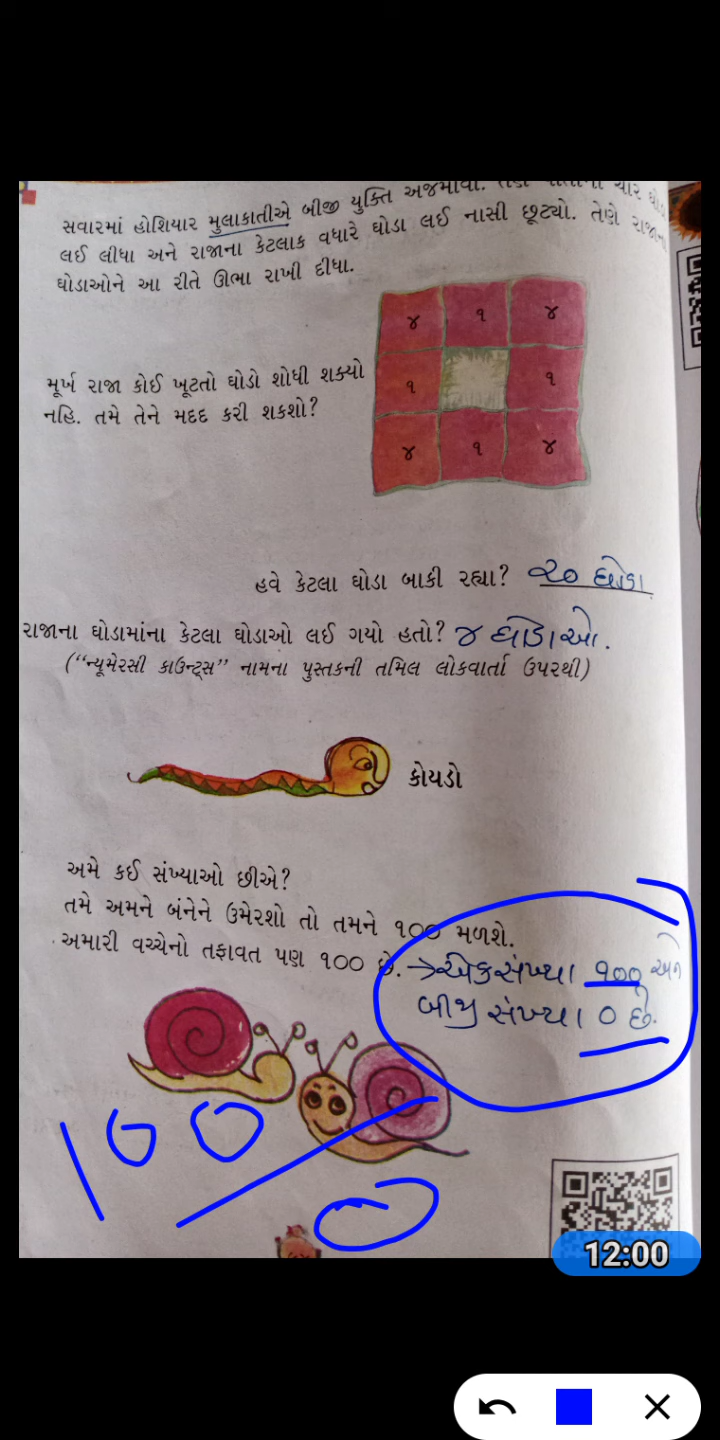 સવારમાં હોશિયાર મુલાકાતીએ બીજી યુક્તિ અજમાવી.
લઈ લીધા અને રાજાના કેટલાક વધારે ઘોડા લઈ નાસી છૂટ્યો. તેણે રાજાના
ઘોડાઓને આ રીતે ઊભા રાખી દીધા.
૪ ૧ ૪
મૂર્ખ રાજા કોઈ ખૂટતો ઘોડો શોધી શક્યો
૧ ૧
નહિ. તમે તેને મદદ કરી શકશો?
૪ ૧ ૪
હવે કેટલા ઘોડા બાકી રહ્યા? ૨૦ ઘોડા
રાજાના ઘોડામાંના કેટલા ઘોડાઓ લઈ ગયો હતો? ૪ ઘોડાઓ.
("ન્યૂમેરસી કાઉન્ટ્સ" નામના પુસ્તકની તમિલ લોકવાર્તા ઉપરથી)
કોયડો
અમે કઈ સંખ્યાઓ છીએ?
તમે અમને બંનેને ઉમેરશો તો તમને ૧૦૦ મળશે.
અમારી વચ્ચેનો તફાવત પણ ૧૦૦ છે. → એક સંખ્યા ૧૦૦ અને
બીજી સંખ્યા ૦ છે.
100
0
12:00